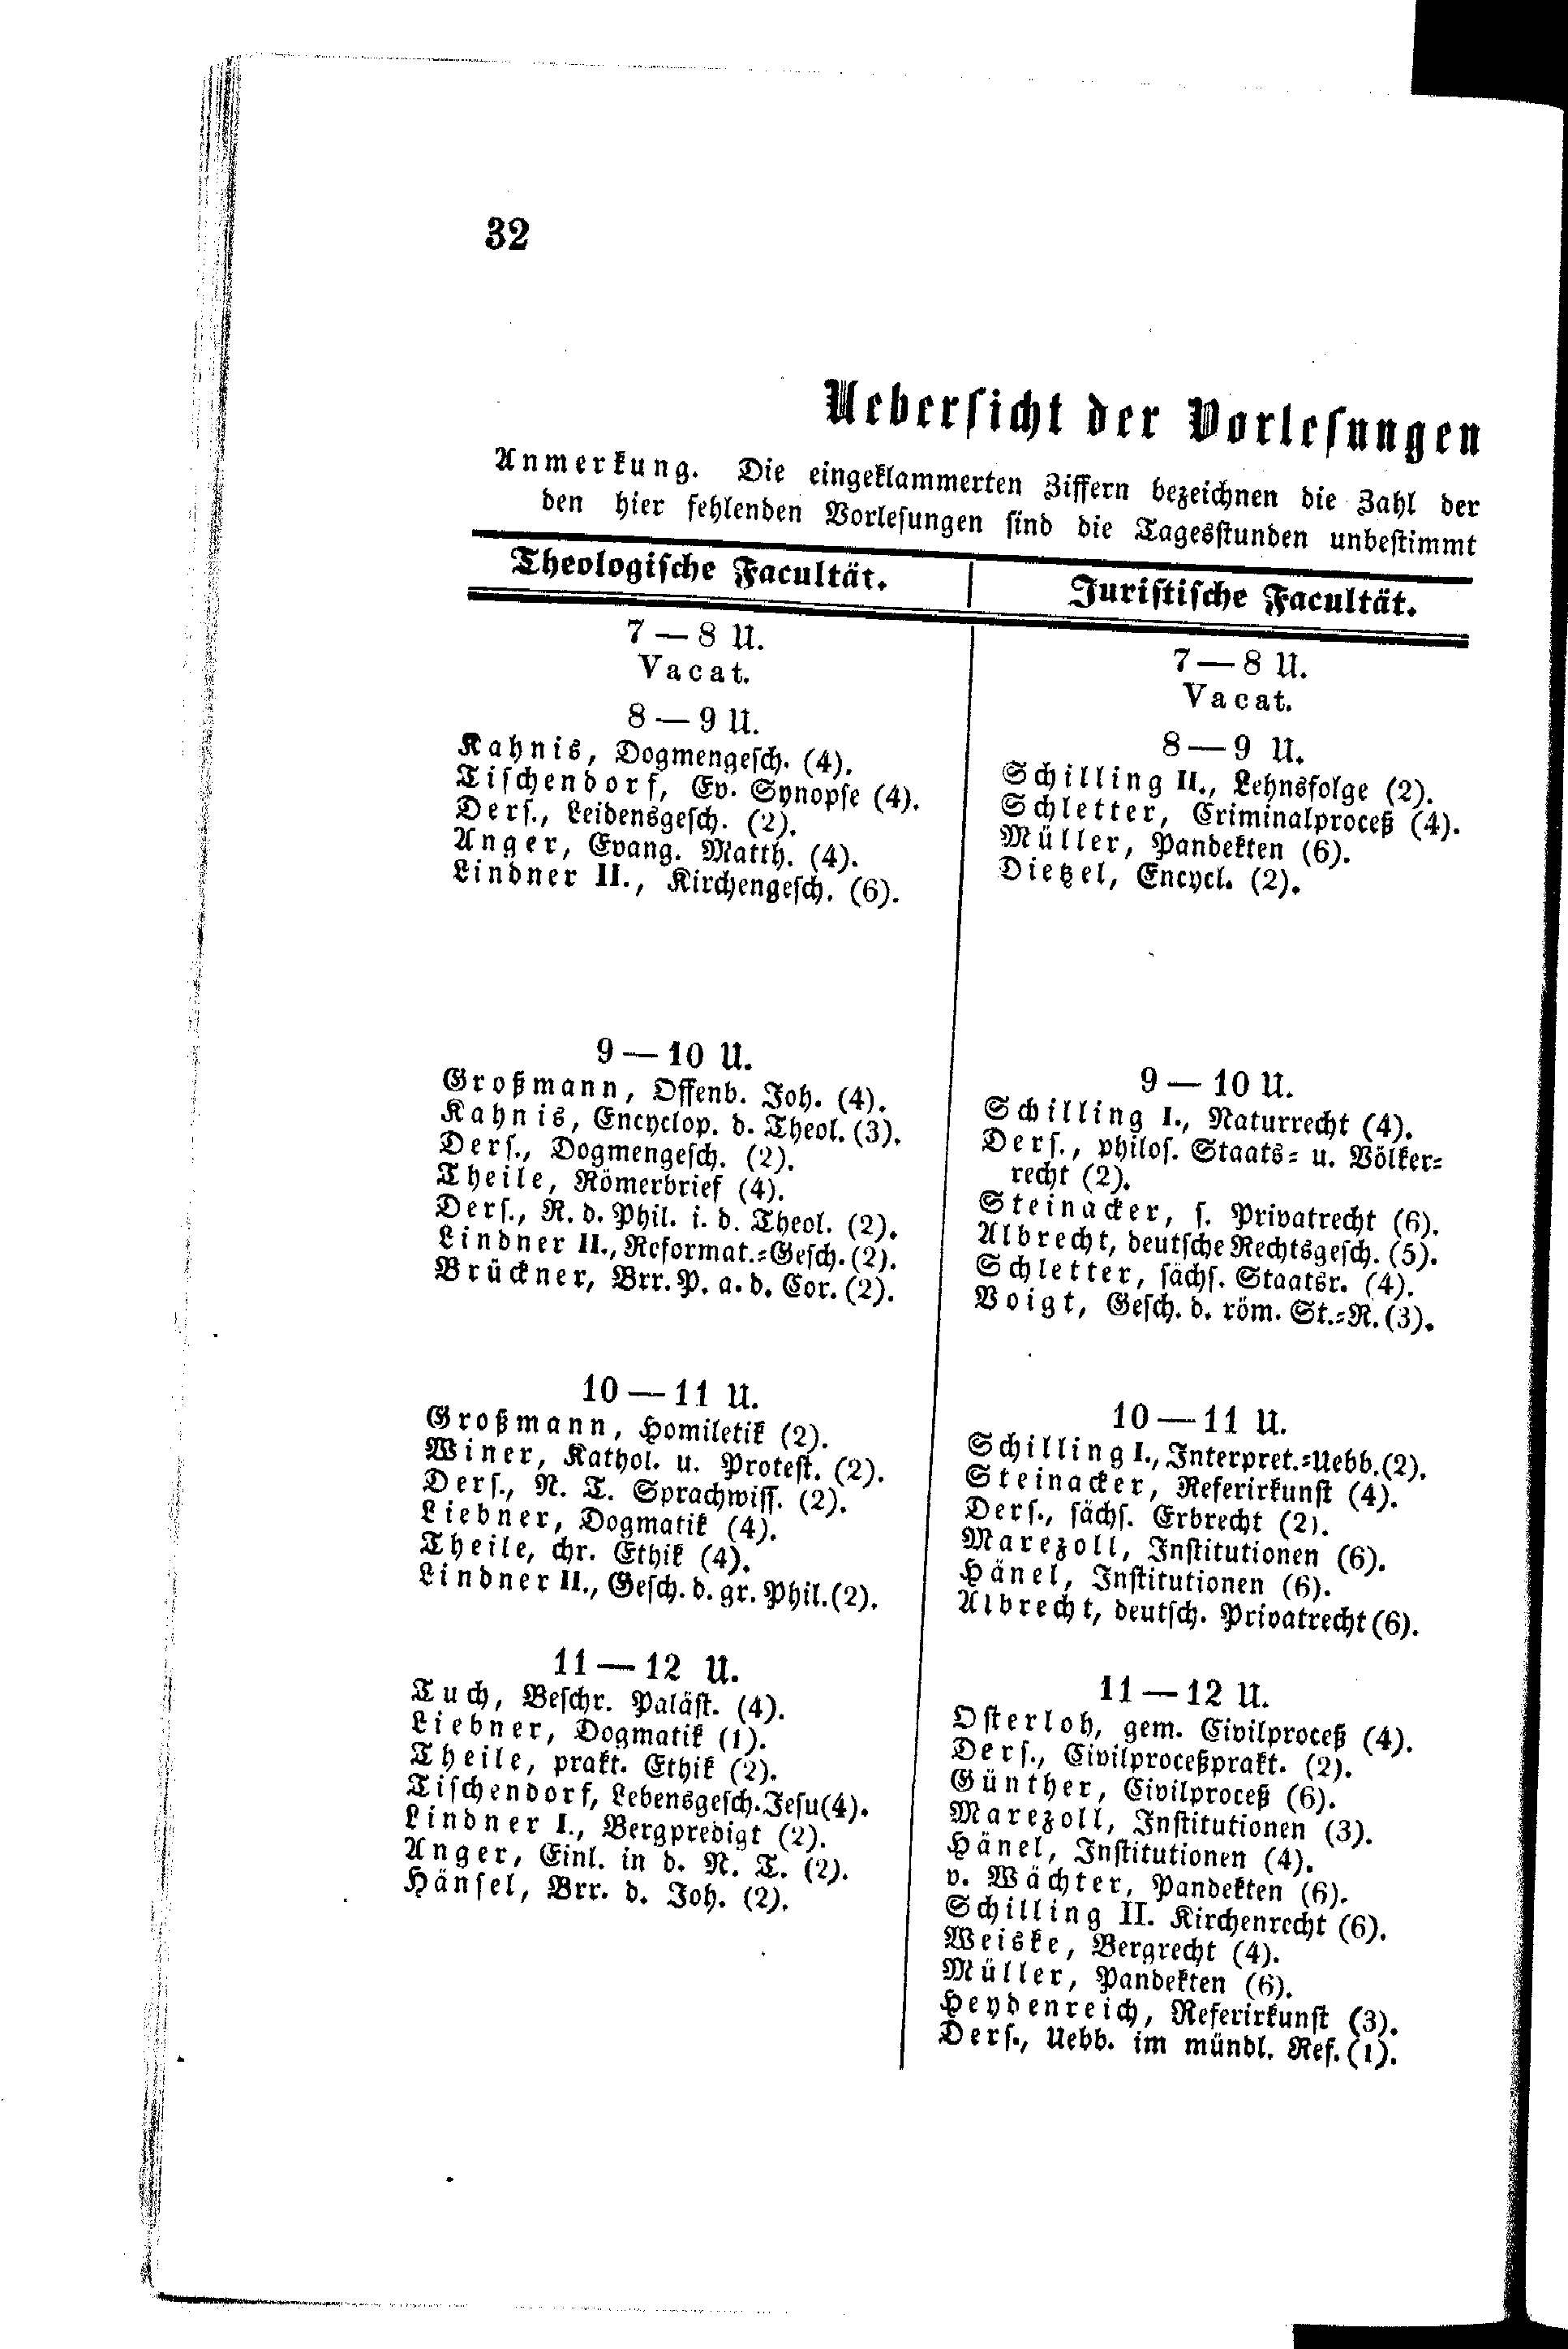 32
Uebersicht der Vorlesungen
Anmerkung. Die eingeklammerten Ziffern bezeichnen die Zahl der
den hier fehlenden Vorlesungen sind die Tagesstunden unbestimmt
Theologische Facultät.
7 — 8 U.
Vacat.
8 — 9 U.
Kahnis, Dogmengesch. (4).
Tischendorf, Ev. Synopse (4).
Ders., Leidensgesch. (2).
Anger, Evang. Matth. (4).
Lindner II., Kirchengesch. (6).
9 — 10 U.
Großmann, Offenb. Joh. (4).
Kahnis, Encyclop. d. Theol. (3).
Ders., Dogmengesch. (2).
Theile, Römerbrief (4).
Ders., R. d. Phil. i. d. Theol. (2).
Lindner II., Reformat.-Gesch. (2).
Brückner, Brr. P. a. d. Cor. (2).
10 — 11 U.
Großmann, Homiletik (2).
Winer, Kathol. u. Protest. (2).
Ders., N. T. Sprachwiss. (2).
Liebner, Dogmatik (4).
Theile, chr. Ethik (4).
Lindner II., Gesch. d. gr. Phil. (2).
11 — 12 U.
Tuch, Beschr. Paläst. (4).
Liebner, Dogmatik (1).
Theile, prakt. Ethik (2).
Tischendorf, Lebensgesch. Jesu (4).
Lindner I., Bergpredigt (2).
Anger, Einl. in d. N. T. (2).
Hänsel, Brr. d. Joh. (2).
Juristische Facultät.
7 — 8 U.
Vacat.
8 — 9 U.
Schilling II., Lehnsfolge (2).
Schletter, Criminalproceß (4).
Müller, Pandekten (6).
Dietzel, Encycl. (2).
9 — 10 U.
Schilling I., Naturrecht (4).
Ders., philos. Staats- u. Völker-
recht (2).
Steinacker, s. Privatrecht (6).
Albrecht, deutsche Rechtsgesch. (5).
Schletter, sächs. Staatsr. (4).
Voigt, Gesch. d. röm. St.-R. (3).
10 — 11 U.
Schilling I., Interpret.-Uebb. (2).
Steinacker, Referirkunst (4).
Ders., sächs. Erbrecht (2).
Marezoll, Institutionen (6).
Hänel, Institutionen (6).
Albrecht, deutsch. Privatrecht (6).
11 — 12 U.
Osterloh, gem. Civilproceß (4).
Ders., Civilproceßprakt. (2).
Günther, Civilproceß (6).
Marezoll, Institutionen (3).
Hänel, Institutionen (4).
v. Wächter, Pandekten (6).
Schilling II. Kirchenrecht (6).
Weiske, Bergrecht (4).
Müller, Pandekten (6).
Heydenreich, Referirkunst (3).
Ders., Uebb. im mündl. Ref. (1).